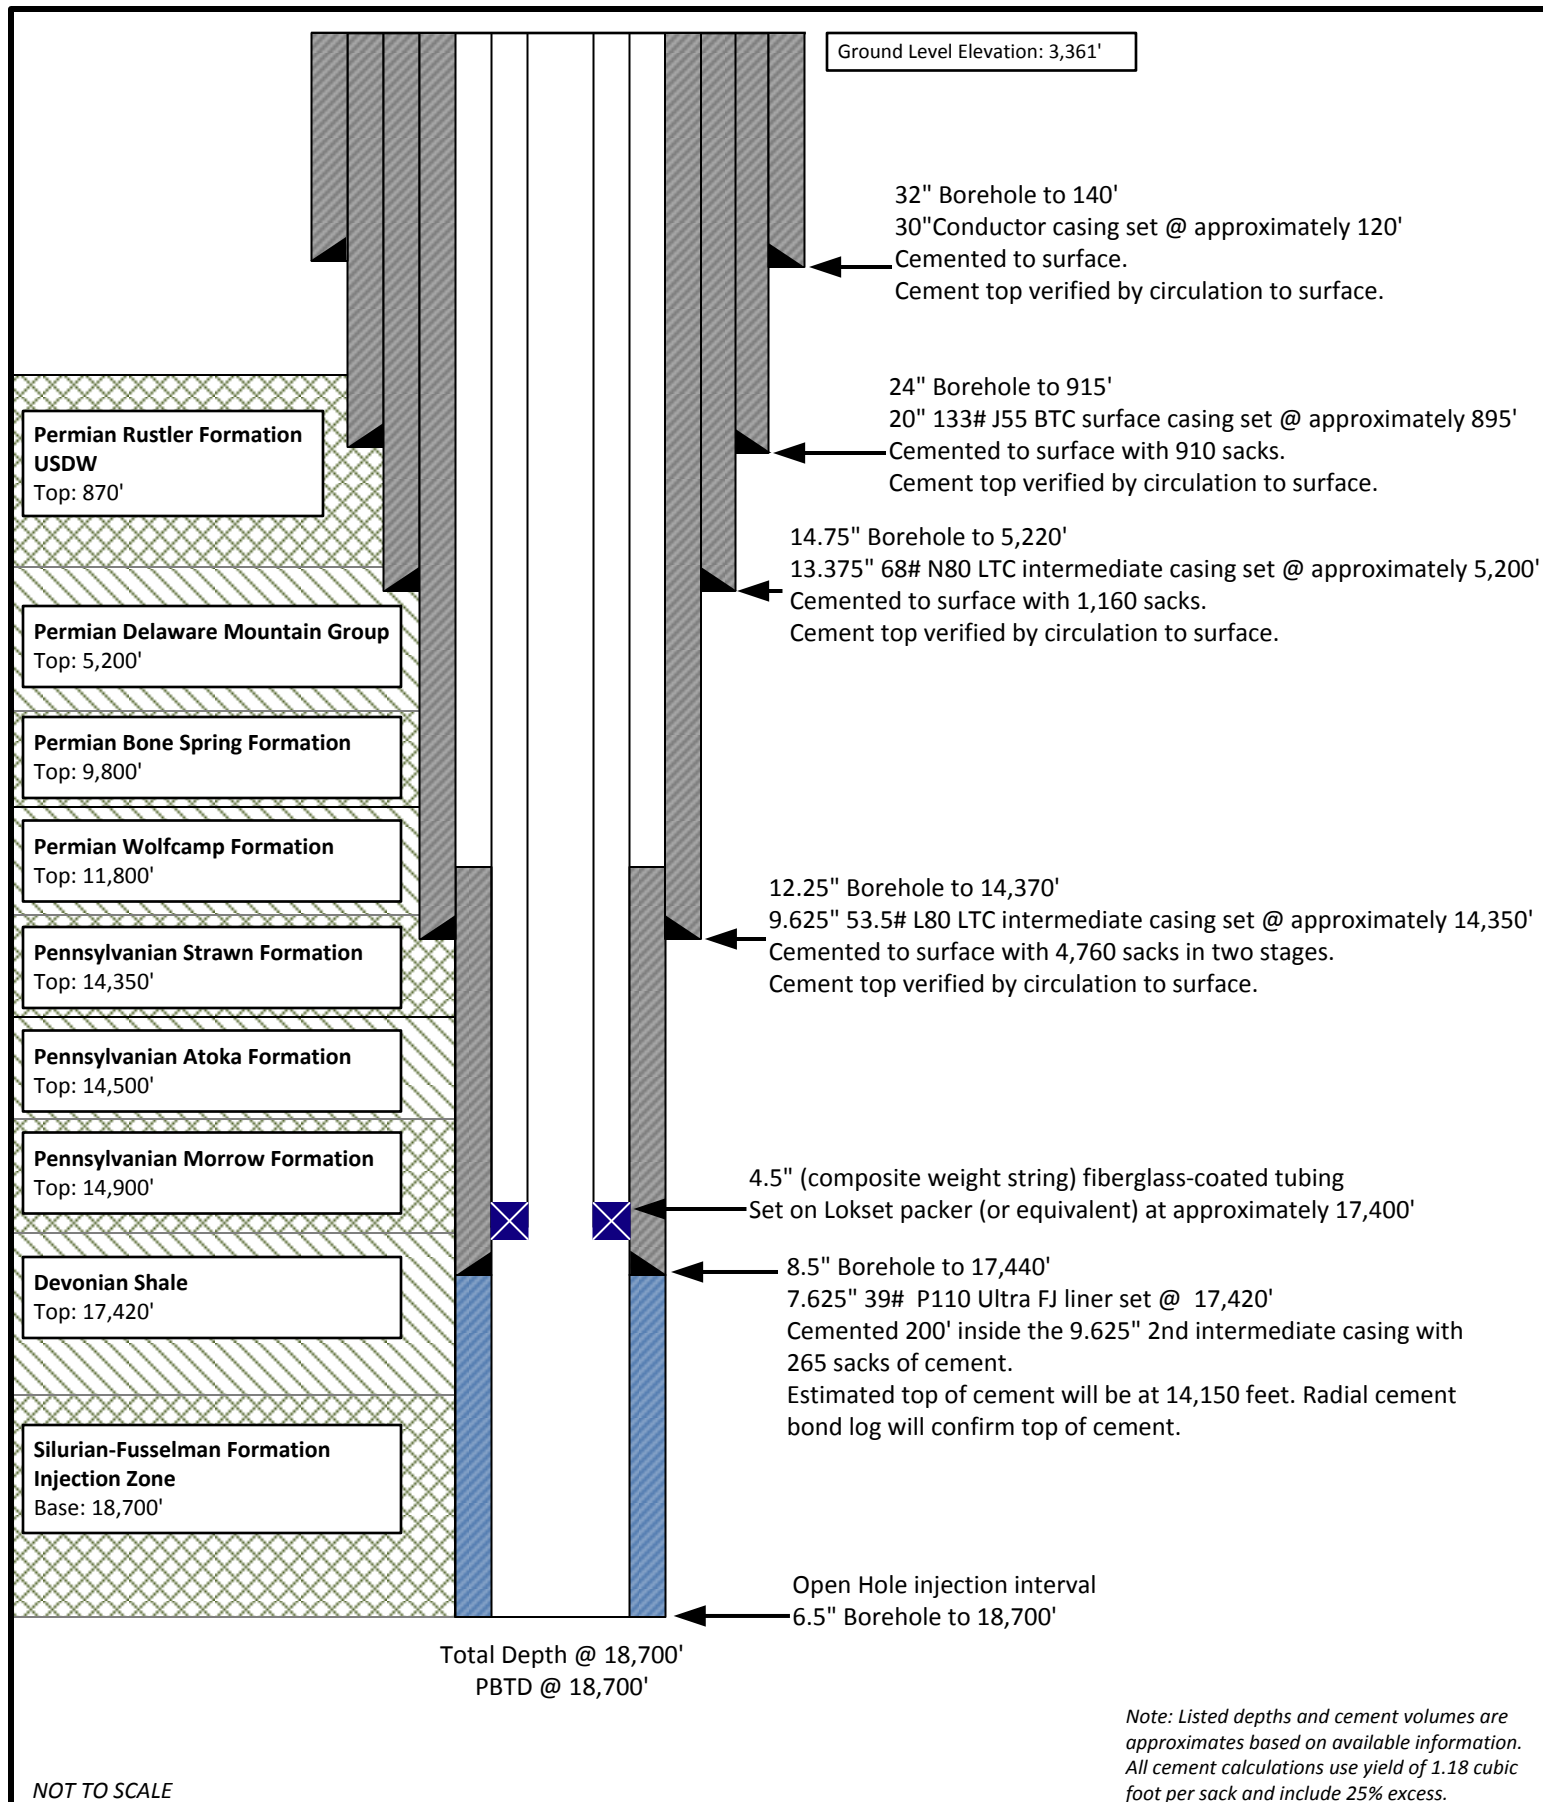 Ground Level Elevation: 3,361'
32" Borehole to 140'
30"Conductor casing set @ approximately 120'
Cemented to surface.
Cement top verified by circulation to surface.
24" Borehole to 915'
20" 133# J55 BTC surface casing set @ approximately 895'
Cemented to surface with 910 sacks.
Cement top verified by circulation to surface.
Permian Rustler Formation
USDW
Top: 870'
14.75" Borehole to 5,220'
13.375" 68# N80 LTC intermediate casing set @ approximately 5,200'
Cemented to surface with 1,160 sacks.
Cement top verified by circulation to surface.
Permian Delaware Mountain Group
Top: 5,200'
Permian Bone Spring Formation
Top: 9,800'
Permian Wolfcamp Formation
Top: 11,800'
12.25" Borehole to 14,370'
9.625" 53.5# L80 LTC intermediate casing set @ approximately 14,350'
Cemented to surface with 4,760 sacks in two stages.
Cement top verified by circulation to surface.
Pennsylvanian Strawn Formation
Top: 14,350'
Pennsylvanian Atoka Formation
Top: 14,500'
Pennsylvanian Morrow Formation
Top: 14,900'
4.5" (composite weight string) fiberglass-coated tubing
Set on Lokset packer (or equivalent) at approximately 17,400'
Devonian Shale
Top: 17,420'
8.5" Borehole to 17,440'
7.625" 39#  P110 Ultra FJ liner set @  17,420'
Cemented 200' inside the 9.625" 2nd intermediate casing with
265 sacks of cement.
Estimated top of cement will be at 14,150 feet. Radial cement
bond log will confirm top of cement.
Silurian-Fusselman Formation
Injection Zone
Base: 18,700'
Open Hole injection interval
6.5" Borehole to 18,700'
Total Depth @ 18,700'
PBTD @ 18,700'
Note: Listed depths and cement volumes are
approximates based on available information.
All cement calculations use yield of 1.18 cubic
foot per sack and include 25% excess.
NOT TO SCALE